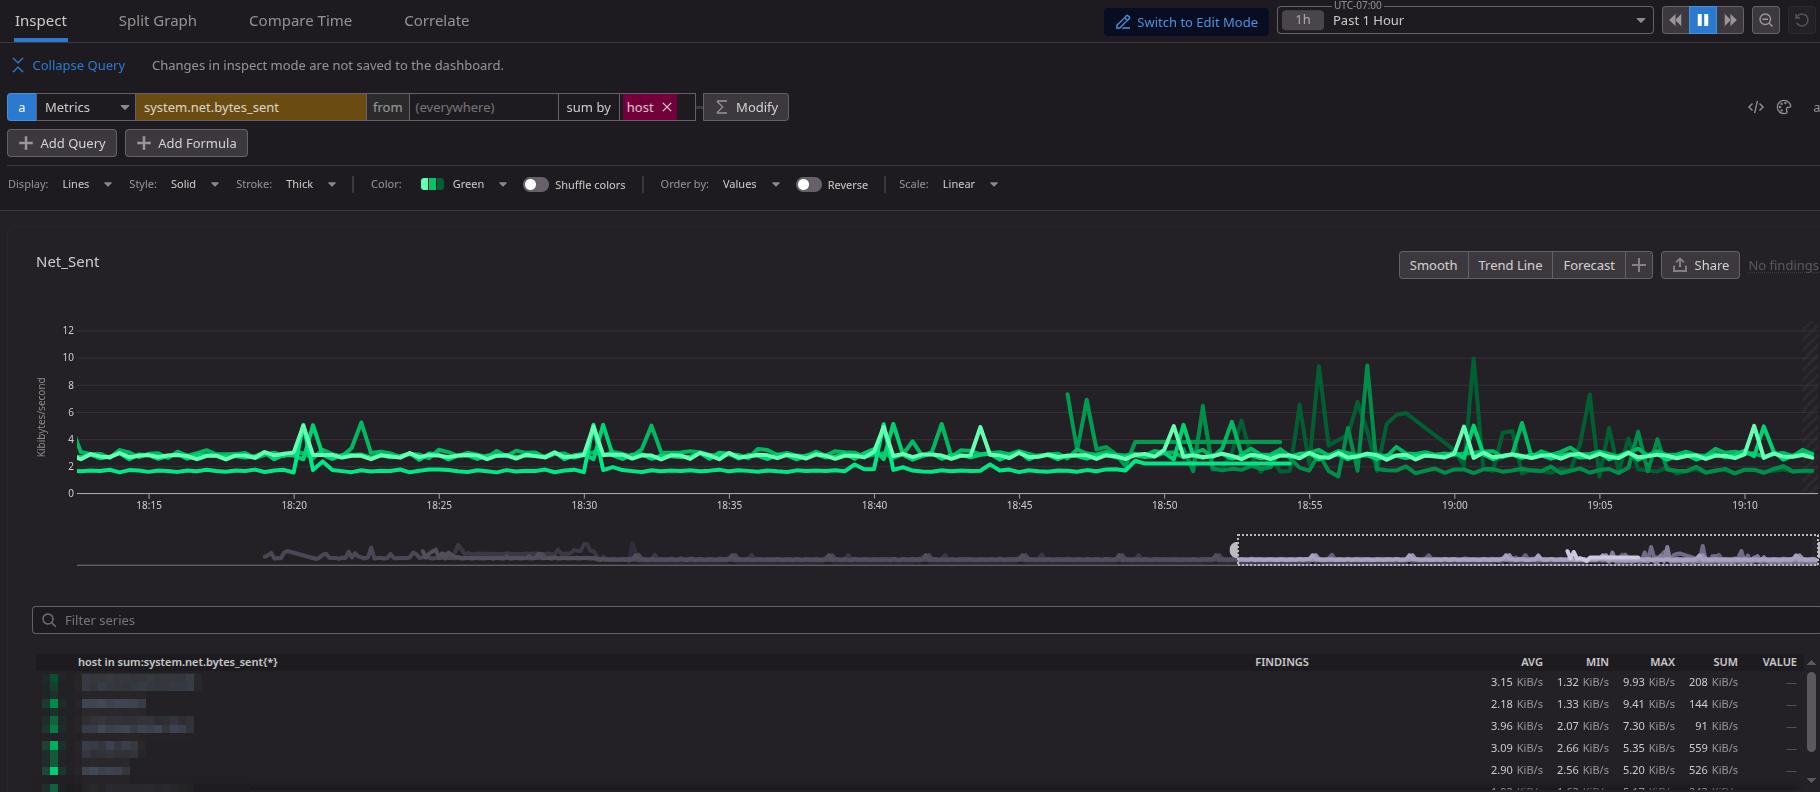 Inspect Split Graph Compare Time Correlate Switch to Edit Mode 1h UTC-07:00 Past 1 Hour
Collapse Query Changes in inspect mode are not saved to the dashboard.
a Metrics system.net.bytes_sent from (everywhere) sum by host Modify
Add Query Add Formula
Display: Lines Style: Solid Stroke: Thick Color: Green Shuffle colors Order by: Values Reverse Scale: Linear
Net_Sent Smooth Trend Line Forecast Share No findings
Kibibytes/second
12
10
8
6
4
2
0
18:15 18:20 18:25 18:30 18:35 18:40 18:45 18:50 18:55 19:00 19:05 19:10
Filter series
host in sum:system.net.bytes_sent{*} FINDINGS AVG MIN MAX SUM VALUE
3.15 KiB/s 1.32 KiB/s 9.93 KiB/s 208 KiB/s —
2.18 KiB/s 1.33 KiB/s 9.41 KiB/s 144 KiB/s —
3.96 KiB/s 2.07 KiB/s 7.30 KiB/s 91 KiB/s —
3.09 KiB/s 2.66 KiB/s 5.35 KiB/s 559 KiB/s —
2.90 KiB/s 2.56 KiB/s 5.20 KiB/s 526 KiB/s —